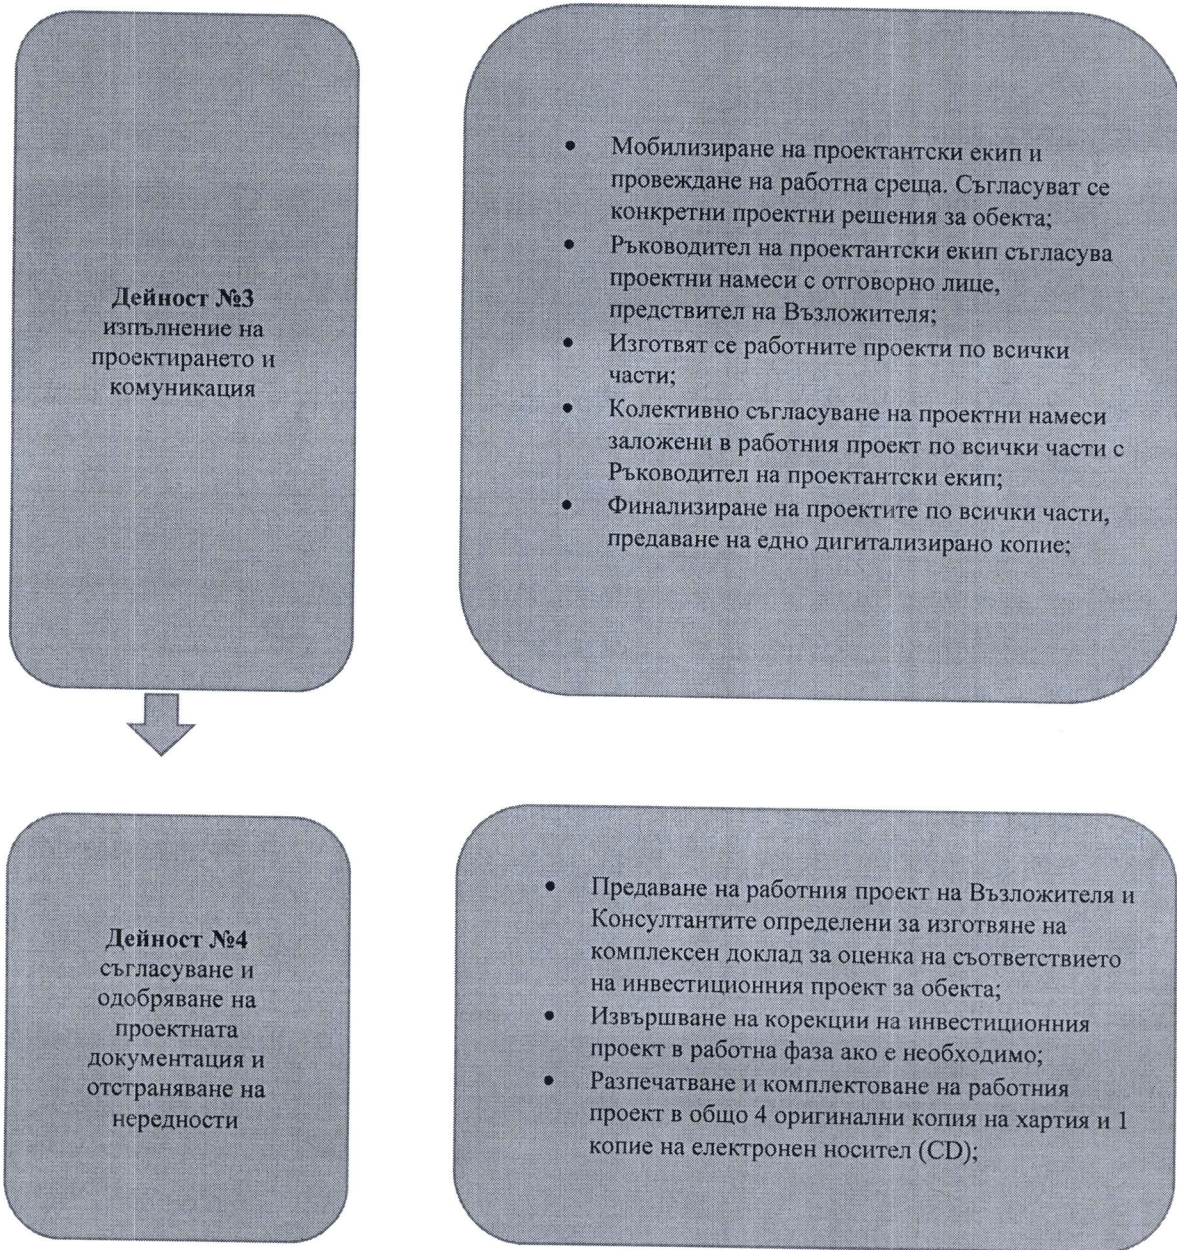 Дейност №3
изпълнение на
проектирането и
комуникация
• Мобилизиране на проектантски екип и
провеждане на работна среща. Съгласуват се
конкретни проектни решения за обекта;
• Ръководител на проектантски екип съгласува
проектни намеси с отговорно лице,
предствител на Възложителя;
• Изготвят се работните проекти по всички
части;
• Колективно съгласуване на проектни намеси
заложени в работния проект по всички части с
Ръководител на проектантски екип;
• Финализиране на проектите по всички части,
предаване на едно дигитализирано копие;
Дейност №4
съгласуване и
одобряване на
проектната
документация и
отстраняване на
нередности
• Предаване на работния проект на Възложителя и
Консултантите определени за изготвяне на
комплексен доклад за оценка на съответствието
на инвестиционния проект за обекта;
• Извършване на корекции на инвестиционния
проект в работна фаза ако е необходимо;
• Разпечатване и комплектоване на работния
проект в общо 4 оригинални копия на хартия и 1
копие на електронен носител (CD);